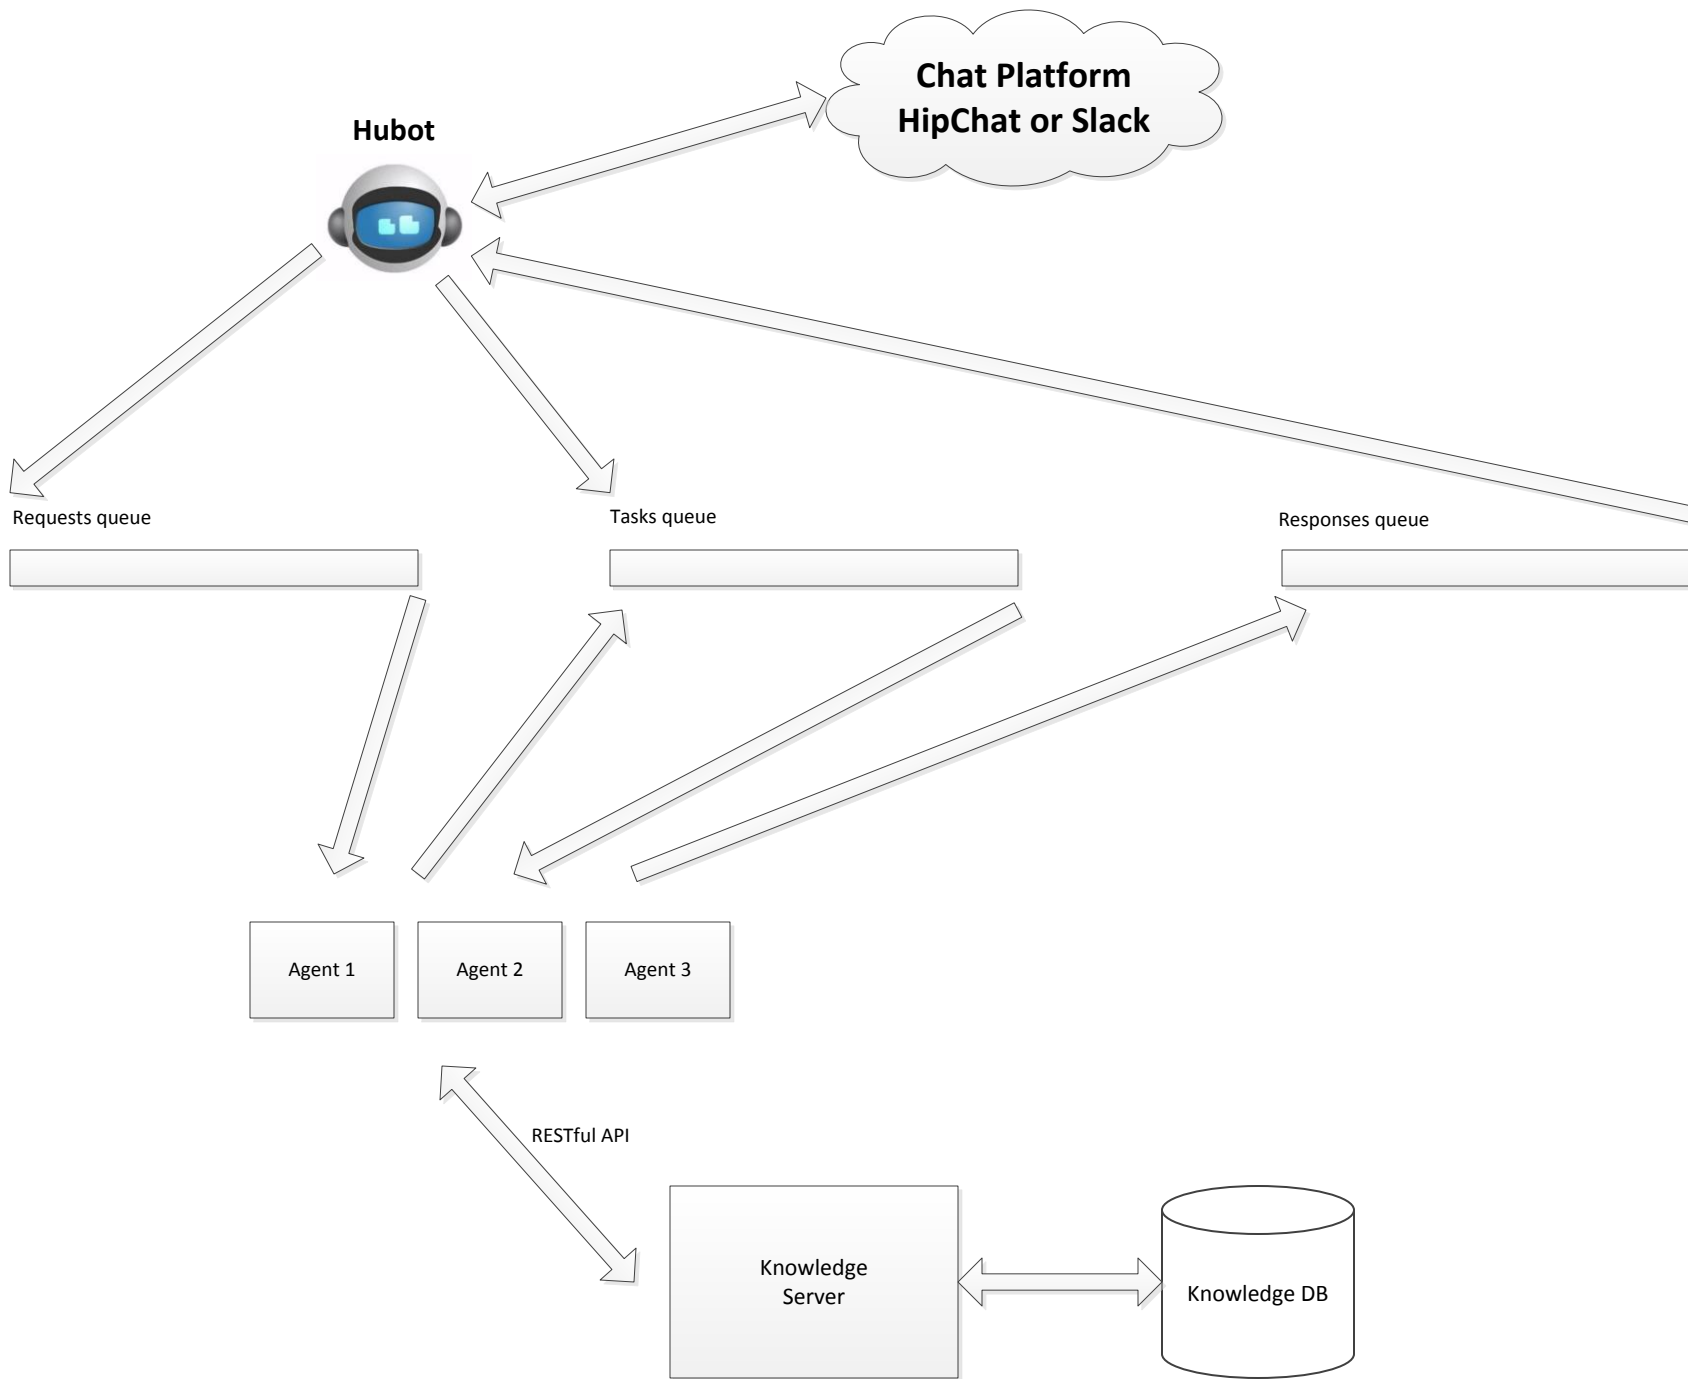 Chat Platform
HipChat or Slack
Hubot
Requests queue
Tasks queue
Responses queue
Agent 1
Agent 2
Agent 3
RESTful API
Knowledge
Server
Knowledge DB